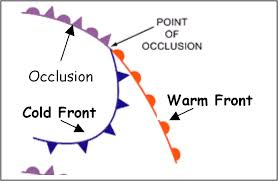 POINT
OF
OCCLUSION
Occlusion
Cold Front
Warm Front